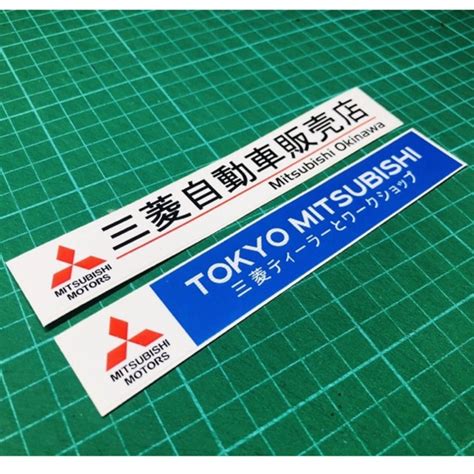 三菱自動車販売店
Mitsubishi Okinawa
MITSUBISHI
MOTORS
TOKYO MITSUBISHI
三菱ディーラーとワークショップ
MITSUBISHI
MOTORS